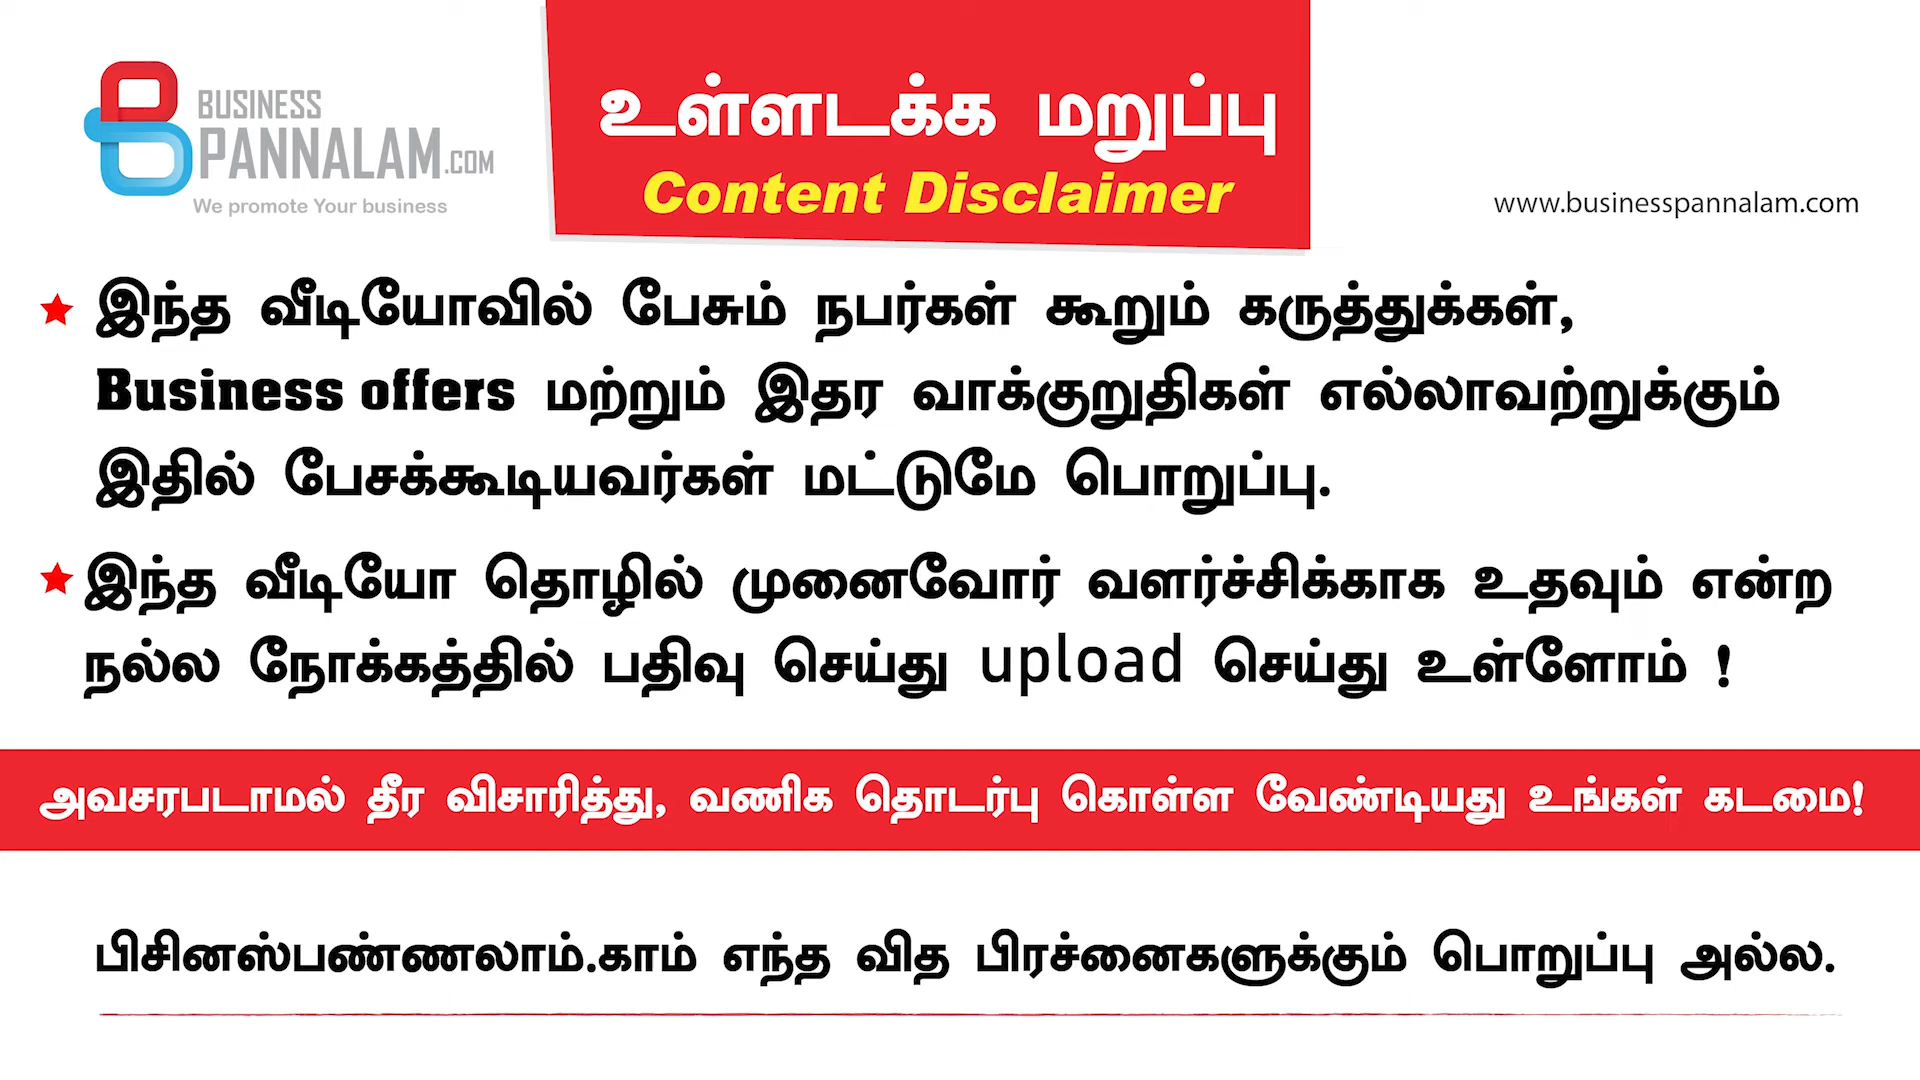 BUSINESS
PANNALAM.COM
We promote Your business
உள்ளடக்க மறுப்பு
Content Disclaimer
www.businesspannalam.com
இந்த வீடியோவில் பேசும் நபர்கள் கூறும் கருத்துக்கள்,
Business offers மற்றும் இதர வாக்குறுதிகள் எல்லாவற்றுக்கும்
இதில் பேசக்கூடியவர்கள் மட்டுமே பொறுப்பு.
இந்த வீடியோ தொழில் முனைவோர் வளர்ச்சிக்காக உதவும் என்ற
நல்ல நோக்கத்தில் பதிவு செய்து upload செய்து உள்ளோம் !
அவசரபடாமல் தீர விசாரித்து, வணிக தொடர்பு கொள்ள வேண்டியது உங்கள் கடமை!
பிசினஸ்பண்ணலாம்.காம் எந்த வித பிரச்னைகளுக்கும் பொறுப்பு அல்ல.